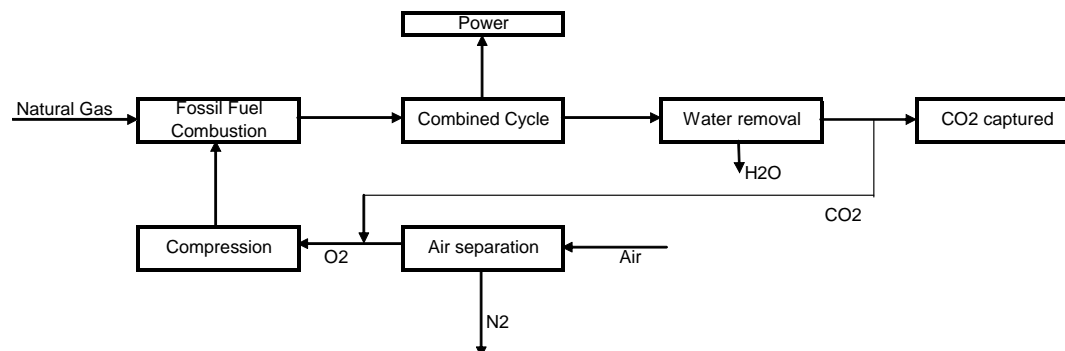 Power
Natural Gas
Fossil Fuel
Combustion
Combined Cycle
Water removal
CO2 captured
H2O
CO2
Compression
O2
Air separation
Air
N2